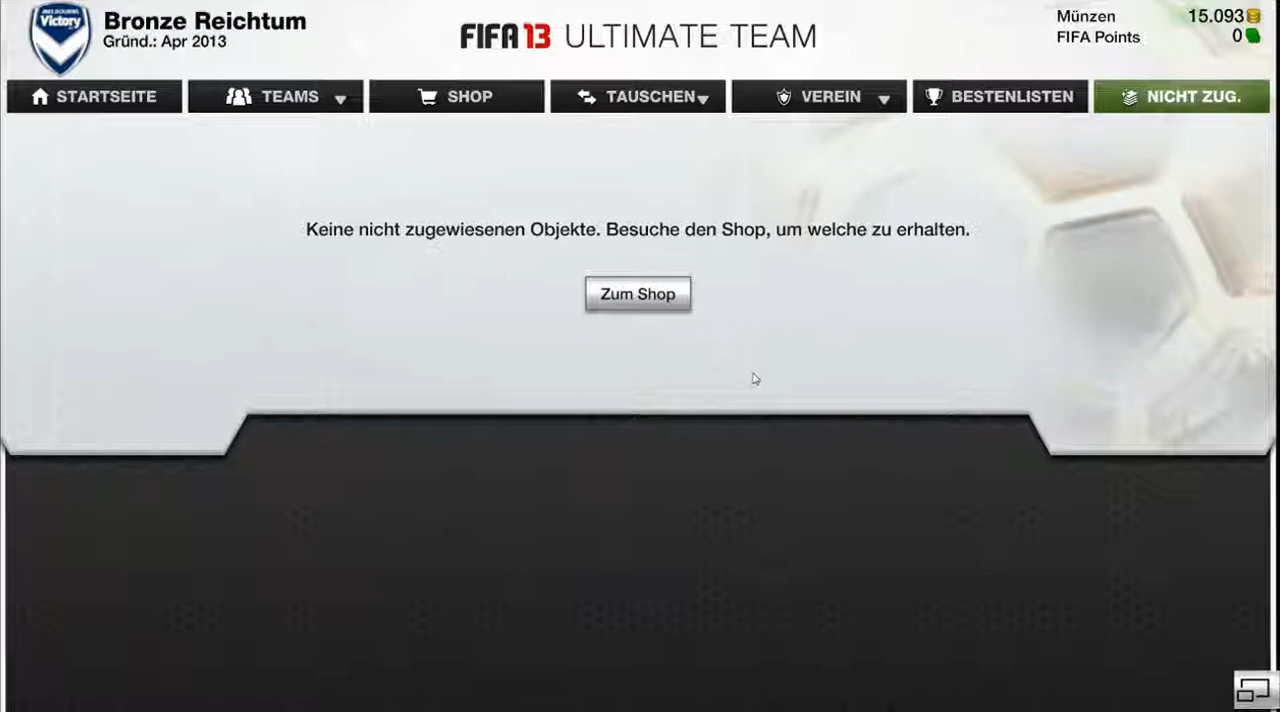 Victory
Bronze Reichtum
Gründ.: Apr 2013
FIFA 13 ULTIMATE TEAM
Münzen 15.093
FIFA Points 0
STARTSEITE TEAMS SHOP TAUSCHEN VEREIN BESTENLISTEN NICHT ZUG.
Keine nicht zugewiesenen Objekte. Besuche den Shop, um welche zu erhalten.
Zum Shop